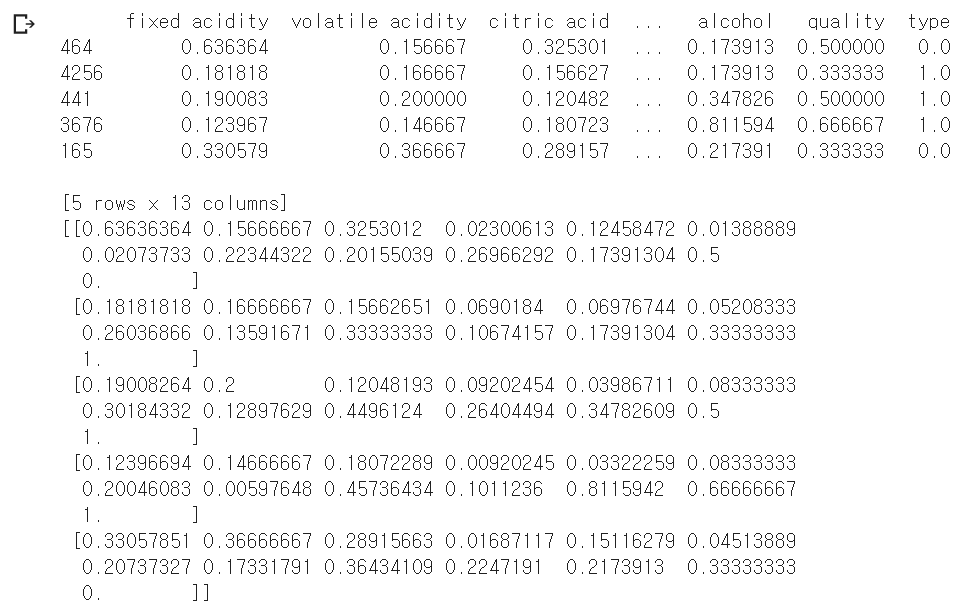 fixed acidity  volatile acidity  citric acid  ...   alcohol   quality  type
464        0.636364          0.156667     0.325301  ...  0.173913  0.500000   0.0
4256       0.181818          0.166667     0.156627  ...  0.173913  0.333333   1.0
441        0.190083          0.200000     0.120482  ...  0.347826  0.500000   1.0
3676       0.123967          0.146667     0.180723  ...  0.811594  0.666667   1.0
165        0.330579          0.366667     0.289157  ...  0.217391  0.333333   0.0
[5 rows x 13 columns]
[[0.63636364 0.15666667 0.3253012  0.02300613 0.12458472 0.01388889
0.02073733 0.22344322 0.20155039 0.26966292 0.17391304 0.5
0.        ]
[0.18181818 0.16666667 0.15662651 0.0690184  0.06976744 0.05208333
0.26036866 0.13591671 0.33333333 0.10674157 0.17391304 0.33333333
1.        ]
[0.19008264 0.2        0.12048193 0.09202454 0.03986711 0.08333333
0.30184332 0.12897629 0.4496124  0.26404494 0.34782609 0.5
1.        ]
[0.12396694 0.14666667 0.18072289 0.00920245 0.03322259 0.08333333
0.20046083 0.00597648 0.45736434 0.1011236  0.8115942  0.66666667
1.        ]
[0.33057851 0.36666667 0.28915663 0.01687117 0.15116279 0.04513889
0.20737327 0.17331791 0.36434109 0.2247191  0.2173913  0.33333333
0.        ]]